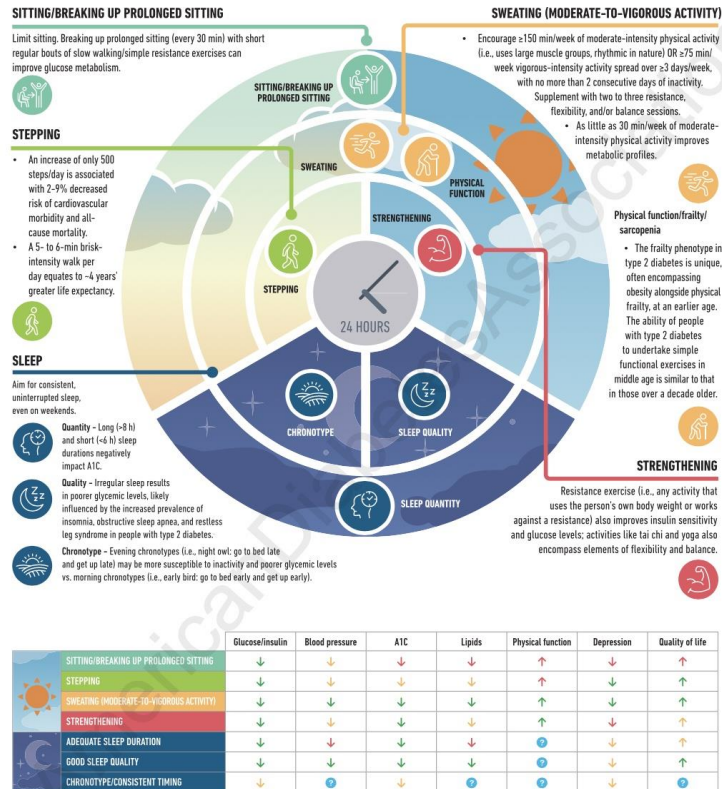 SITTING/BREAKING UP PROLONGED SITTING
Limit sitting. Breaking up prolonged sitting (every 30 min) with short
regular bouts of slow walking/simple resistance exercises can
improve glucose metabolism.
STEPPING
• An increase of only 500
steps/day is associated
with 2–9% decreased
risk of cardiovascular
morbidity and all-
cause mortality.
• A 5- to 6-min brisk-
intensity walk per
day equates to ~4 years'
greater life expectancy.
SLEEP
Aim for consistent,
uninterrupted sleep,
even on weekends.
Quantity – Long (>8 h)
and short (<6 h) sleep
durations negatively
impact A1C.
Quality – Irregular sleep results
in poorer glycemic levels, likely
influenced by the increased prevalence of
insomnia, obstructive sleep apnea, and restless
leg syndrome in people with type 2 diabetes.
Chronotype – Evening chronotypes (i.e., night owl: go to bed late
and get up late) may be more susceptible to inactivity and poorer glycemic levels
vs. morning chronotypes (i.e., early bird: go to bed early and get up early).
SITTING/BREAKING UP
PROLONGED SITTING
SWEATING
PHYSICAL
FUNCTION
STRENGTHENING
STEPPING
24 HOURS
CHRONOTYPE
SLEEP QUALITY
Z Z Z
SLEEP QUANTITY
SWEATING (MODERATE-TO-VIGOROUS ACTIVITY)
• Encourage ≥150 min/week of moderate-intensity physical activity
(i.e., uses large muscle groups, rhythmic in nature) OR ≥75 min/
week vigorous-intensity activity spread over ≥3 days/week,
with no more than 2 consecutive days of inactivity.
Supplement with two to three resistance,
flexibility, and/or balance sessions.
• As little as 30 min/week of moderate-
intensity physical activity improves
metabolic profiles.
Physical function/frailty/
sarcopenia
• The frailty phenotype in
type 2 diabetes is unique,
often encompassing
obesity alongside physical
frailty, at an earlier age.
The ability of people
with type 2 diabetes
to undertake simple
functional exercises in
middle age is similar to that
in those over a decade older.
STRENGTHENING
Resistance exercise (i.e., any activity that
uses the person's own body weight or works
against a resistance) also improves insulin sensitivity
and glucose levels; activities like tai chi and yoga also
encompass elements of flexibility and balance.
Glucose/insulin Blood pressure A1C Lipids Physical function Depression Quality of life
SITTING/BREAKING UP PROLONGED SITTING ↓ ↓ ↓ ↓ ↑ ↓ ↑
STEPPING ↓ ↓ ↓ ↓ ↑ ↓ ↑
SWEATING (MODERATE-TO-VIGOROUS ACTIVITY) ↓ ↓ ↓ ↓ ↑ ↓ ↑
STRENGTHENING ↓ ↓ ↓ ↓ ↑ ↓ ↑
ADEQUATE SLEEP DURATION ↓ ↓ ↓ ↓ ? ↓ ↑
GOOD SLEEP QUALITY ↓ ↓ ↓ ↓ ? ↓ ↑
CHRONOTYPE/CONSISTENT TIMING ↓ ? ↓ ? ? ↓ ?